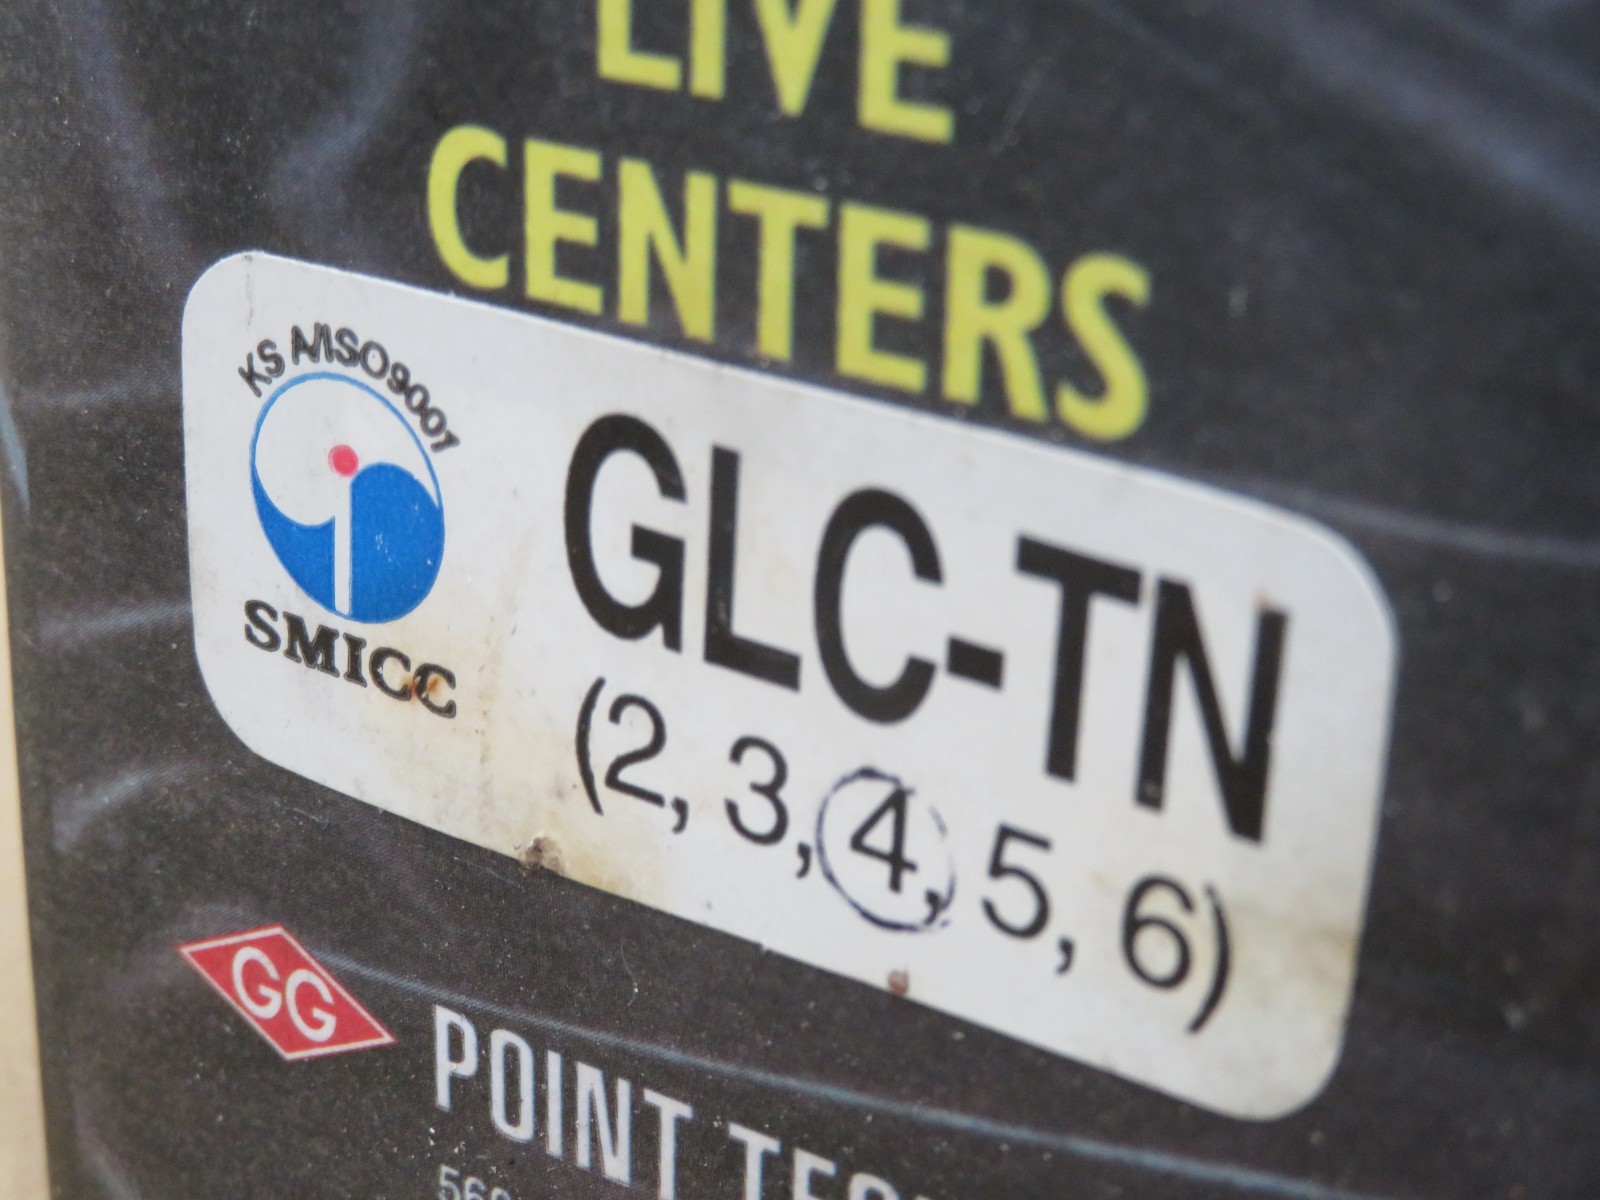 LIVE
CENTERS
KS A/ISO9001
SMICC
GLC-TN
(2, 3, 4, 5, 6)
GG
POINT